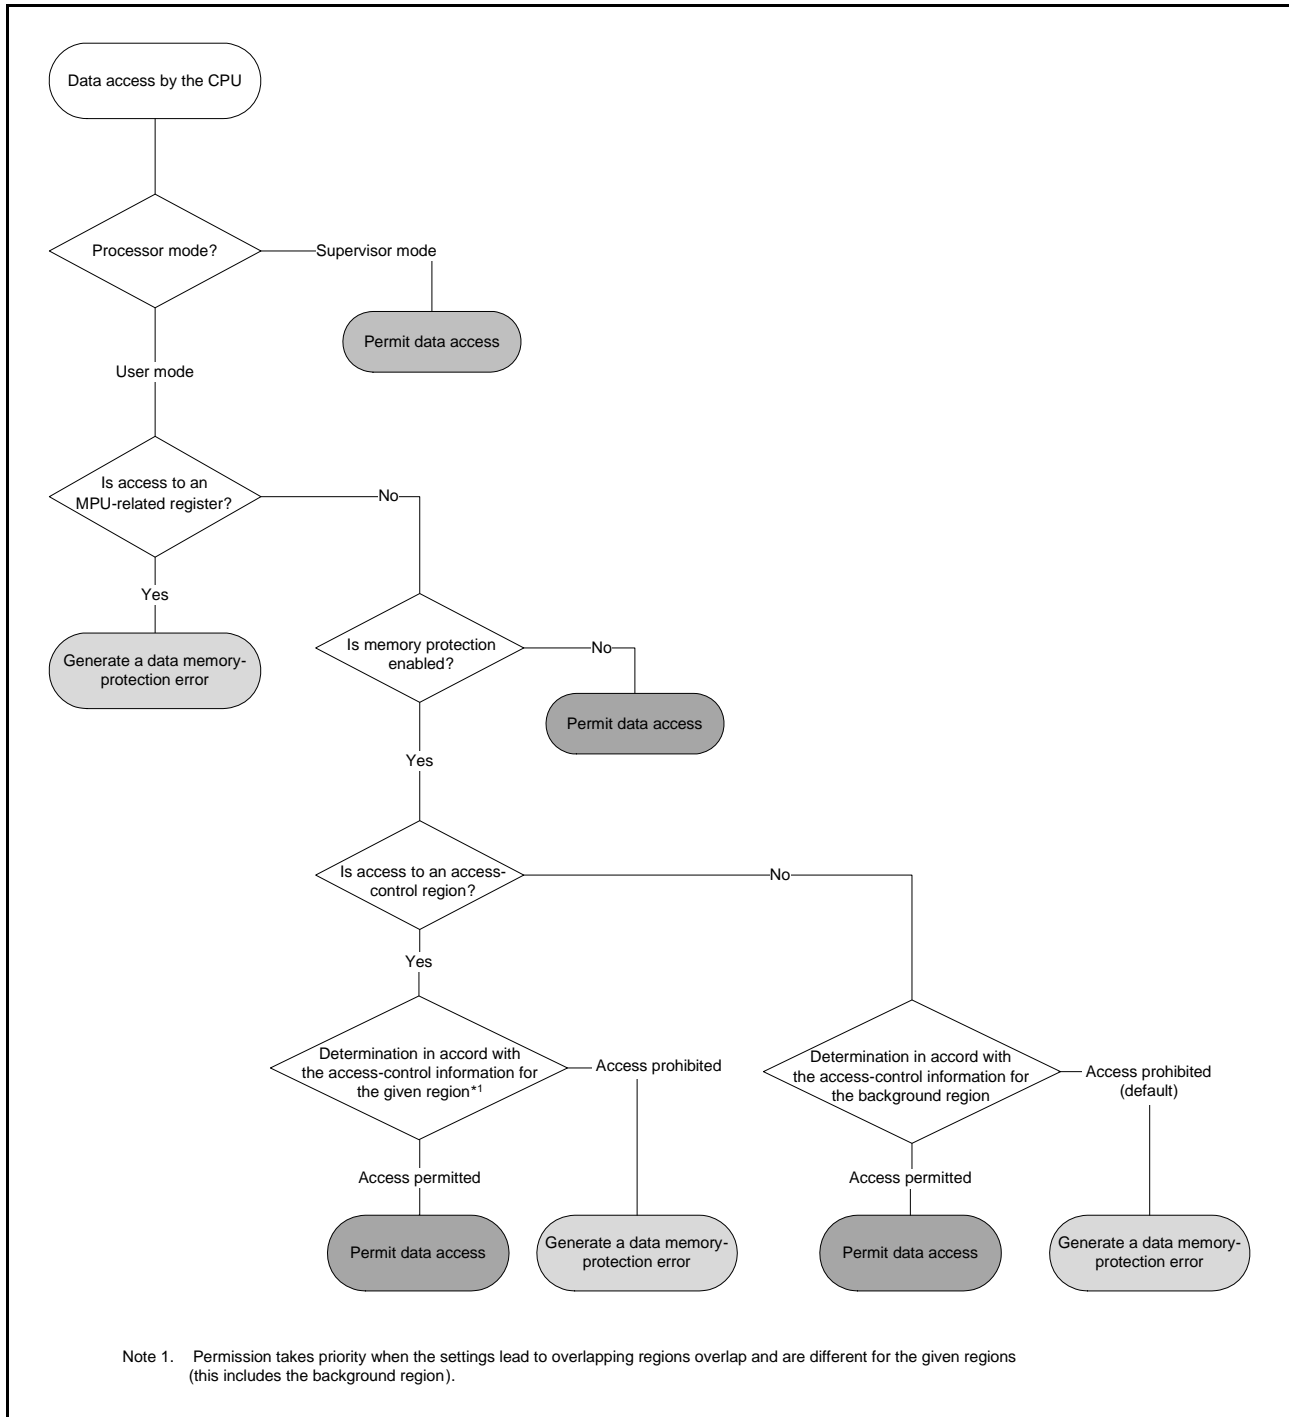 Data access by the CPU
Processor mode?
Supervisor mode
Permit data access
User mode
Is access to an
MPU-related register?
No
Yes
Generate a data memory-
protection error
Is memory protection
enabled?
No
Permit data access
Yes
Is access to an access-
control region?
No
Yes
Determination in accord with
the access-control information for
the given region*1
Access prohibited
Determination in accord with
the access-control information for
the background region
Access prohibited
(default)
Access permitted
Access permitted
Permit data access
Generate a data memory-
protection error
Permit data access
Generate a data memory-
protection error
Note 1. Permission takes priority when the settings lead to overlapping regions overlap and are different for the given regions
(this includes the background region).